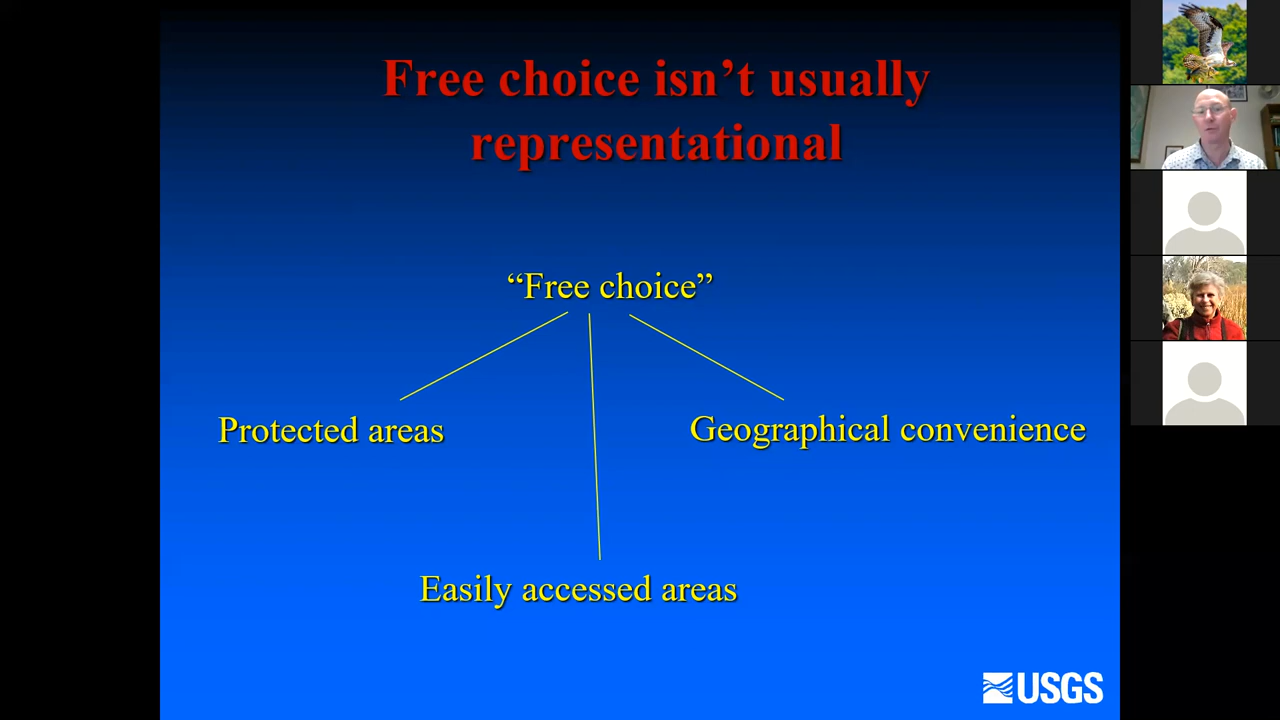 Free choice isn’t usually
representational
“Free choice”
Protected areas
Geographical convenience
Easily accessed areas
USGS